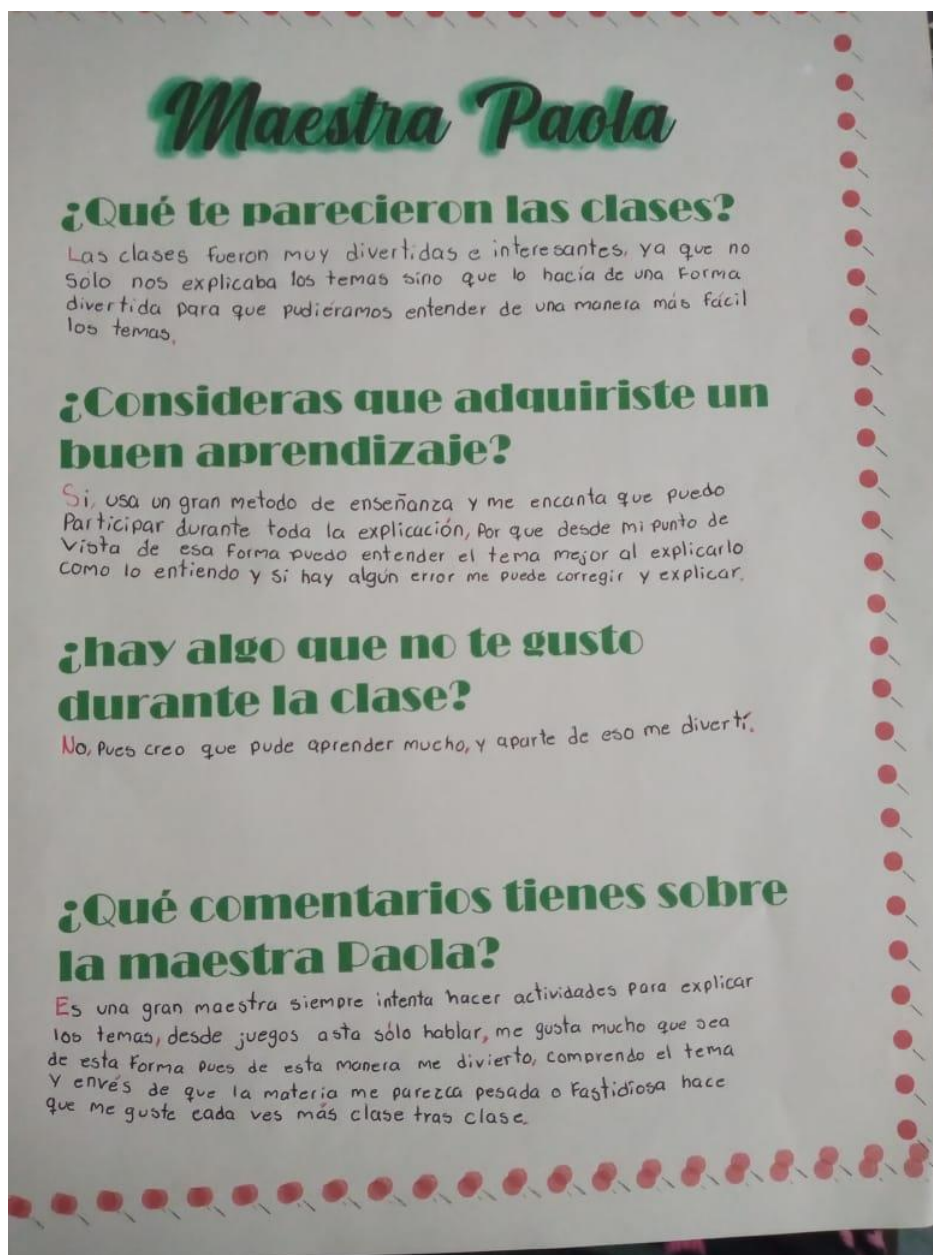 Maestra Paola
¿Qué te parecieron las clases?
Las clases fueron muy divertidas e interesantes, ya que no
Solo nos explicaba los temas sino que lo hacía de una Forma
divertida para que pudiéramos entender de una manera más fácil
los temas.
¿Consideras que adquiriste un
buen aprendizaje?
Si, usa un gran metodo de enseñanza y me encanta que puedo
Participar durante toda la explicación, Por que desde mi punto de
Vista de esa Forma puedo entender el tema mejor al explicarlo
como lo entiendo y si hay algún error me puede corregir y explicar.
¿hay algo que no te gusto
durante la clase?
No, Pues creo que pude aprender mucho, y aparte de eso me divertí.
¿Qué comentarios tienes sobre
la maestra Paola?
Es una gran maestra siempre intenta hacer actividades para explicar
los temas, desde juegos asta sólo hablar, me gusta mucho que sea
de esta Forma pues de esta manera me divierto, comprendo el tema
Y envés de que la materia me parezca pesada o Fastidiosa hace
que me guste cada ves más clase tras clase.